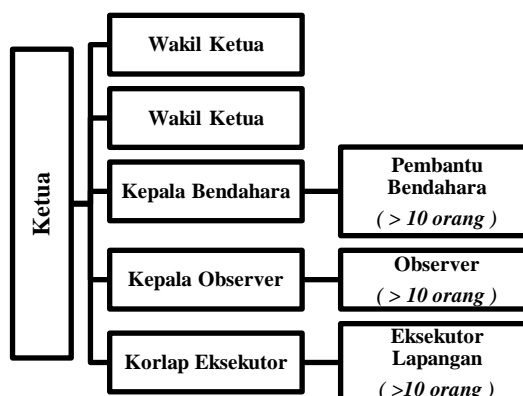 Ketua
Wakil Ketua
Wakil Ketua
Kepala Bendahara
Pembantu
Bendahara
( > 10 orang )
Kepala Observer
Observer
( > 10 orang )
Korlap Eksekutor
Eksekutor
Lapangan
( >10 orang )